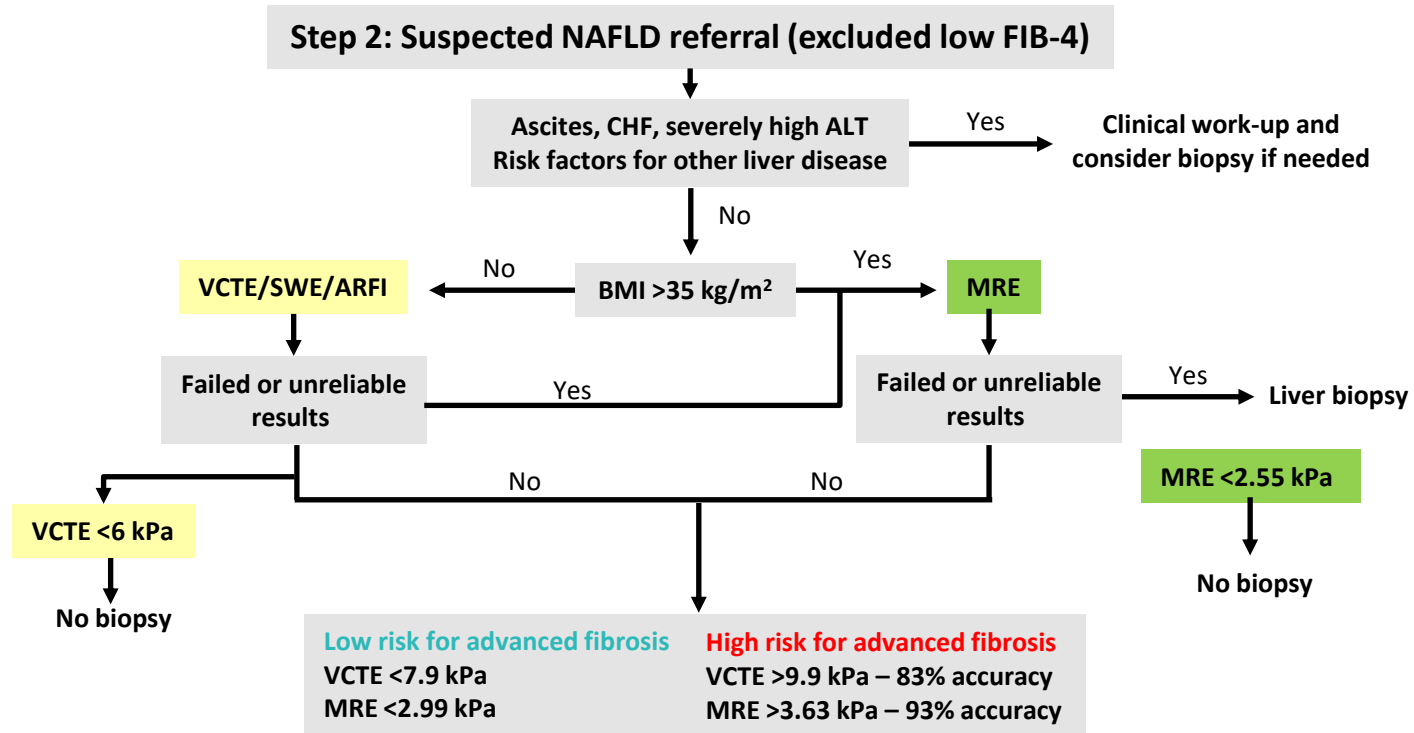 Step 2: Suspected NAFLD referral (excluded low FIB-4)
Ascites, CHF, severely high ALT
Risk factors for other liver disease
Yes
Clinical work-up and
consider biopsy if needed
No
No
BMI >35 kg/m²
Yes
VCTE/SWE/ARFI
MRE
Failed or unreliable
results
Yes
Failed or unreliable
results
Yes
Liver biopsy
No
No
VCTE <6 kPa
No biopsy
MRE <2.55 kPa
No biopsy
Low risk for advanced fibrosis
VCTE <7.9 kPa
MRE <2.99 kPa
High risk for advanced fibrosis
VCTE >9.9 kPa – 83% accuracy
MRE >3.63 kPa – 93% accuracy